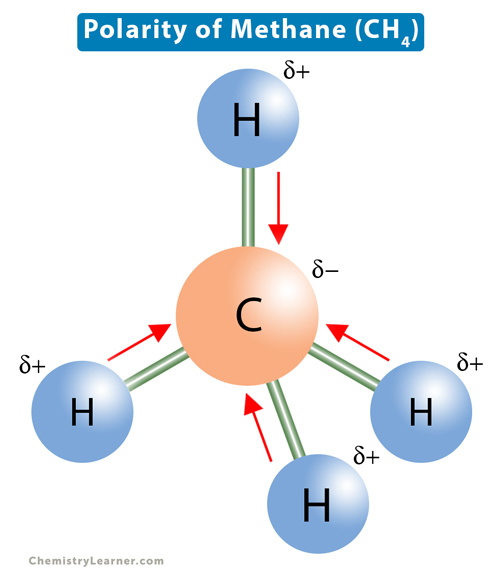 Polarity of Methane (CH₄)
δ+
H
δ−
C
δ+
H
δ+
H
δ+
H
ChemistryLearner.com